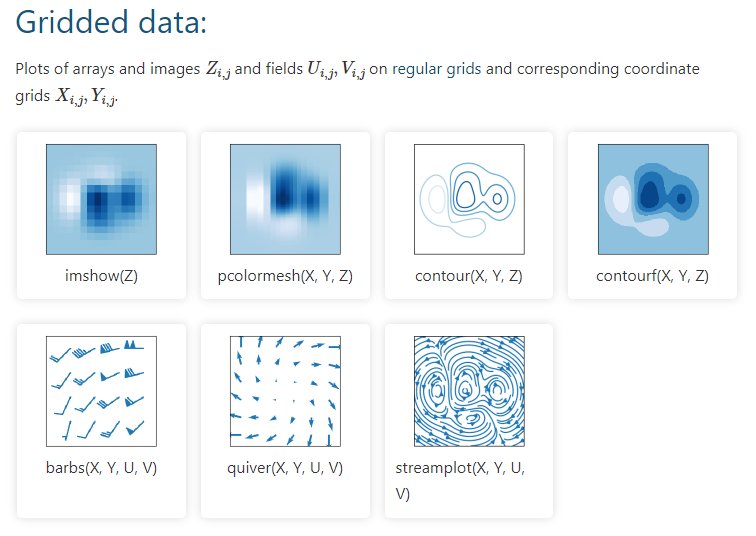 Gridded data:
Plots of arrays and images Z_{i,j} and fields U_{i,j}, V_{i,j} on regular grids and corresponding coordinate
grids X_{i,j}, Y_{i,j}.
imshow(Z)
pcolormesh(X, Y, Z)
contour(X, Y, Z)
contourf(X, Y, Z)
barbs(X, Y, U, V)
quiver(X, Y, U, V)
streamplot(X, Y, U,
V)